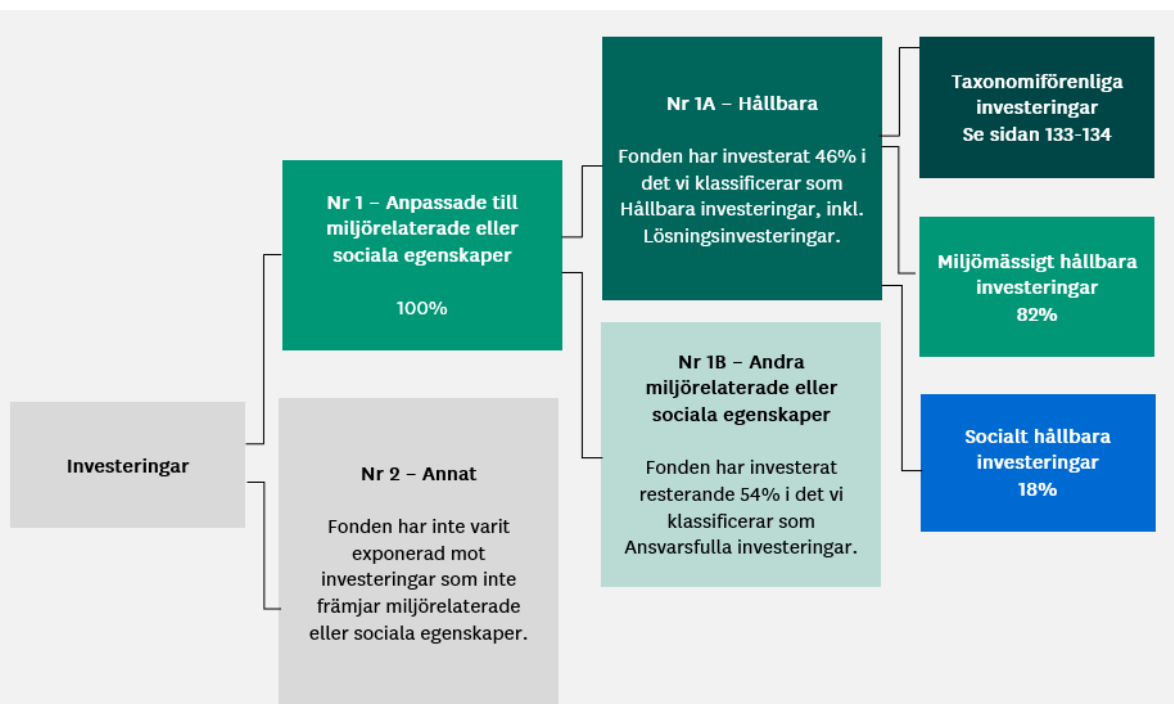 Investeringar
Nr 1 – Anpassade till
miljörelaterade eller
sociala egenskaper
100%
Nr 2 – Annat
Fonden har inte varit
exponerad mot
investeringar som inte
främjar miljörelaterade
eller sociala egenskaper.
Nr 1A – Hållbara
Fonden har investerat 46% i
det vi klassificerar som
Hållbara investeringar, inkl.
Lösningsinvesteringar.
Nr 1B – Andra
miljörelaterade eller
sociala egenskaper
Fonden har investerat
resterande 54% i det vi
klassificerar som
Ansvarsfulla investeringar.
Taxonomiförenliga
investeringar
Se sidan 133-134
Miljömässigt hållbara
investeringar
82%
Socialt hållbara
investeringar
18%